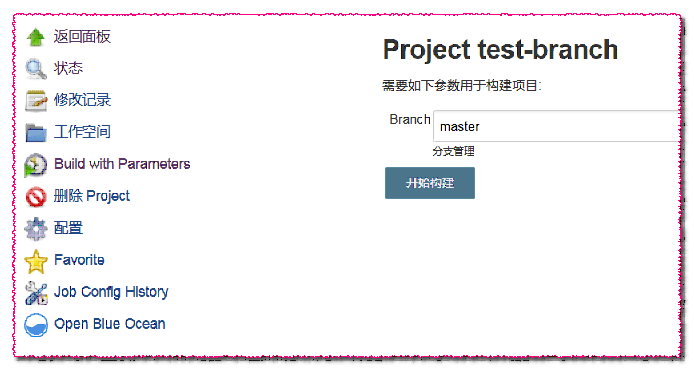 返回面板
状态
修改记录
工作空间
Build with Parameters
删除 Project
配置
Favorite
Job Config History
Open Blue Ocean
Project test-branch
需要如下参数用于构建项目:
Branch
master
分支管理
开始构建